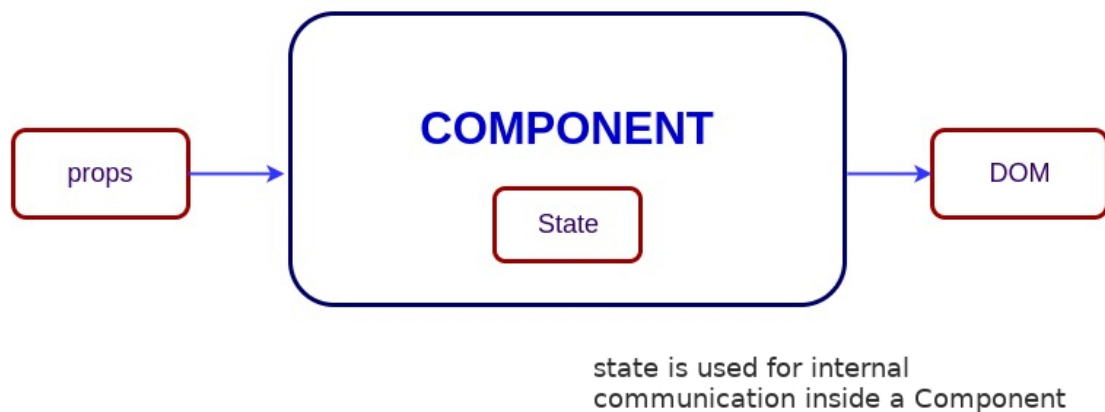 COMPONENT
props
State
DOM
state is used for internal
communication inside a Component